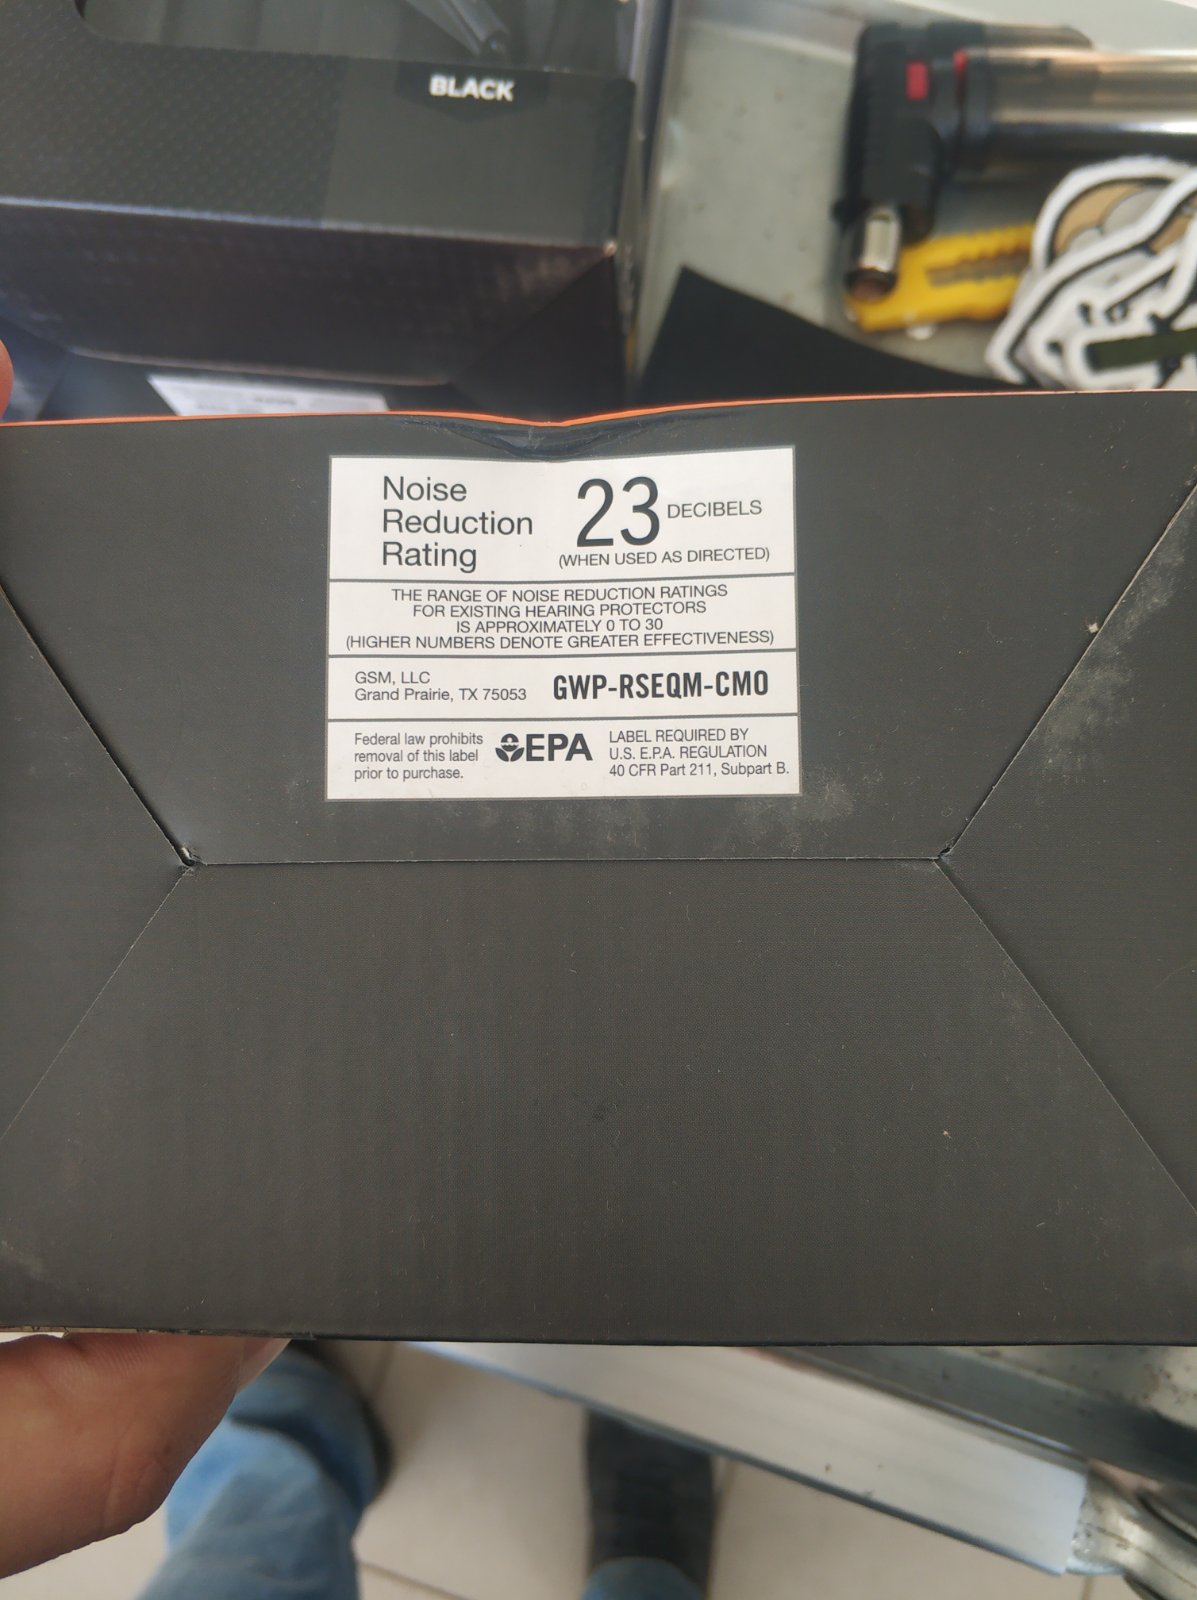 BLACK
Noise
Reduction
Rating
23 DECIBELS
(WHEN USED AS DIRECTED)
THE RANGE OF NOISE REDUCTION RATINGS
FOR EXISTING HEARING PROTECTORS
IS APPROXIMATELY 0 TO 30
(HIGHER NUMBERS DENOTE GREATER EFFECTIVENESS)
GSM, LLC
Grand Prairie, TX 75053
GWP-RSEQM-CMO
Federal law prohibits
removal of this label
prior to purchase.
EPA
LABEL REQUIRED BY
U.S. E.P.A. REGULATION
40 CFR Part 211, Subpart B.